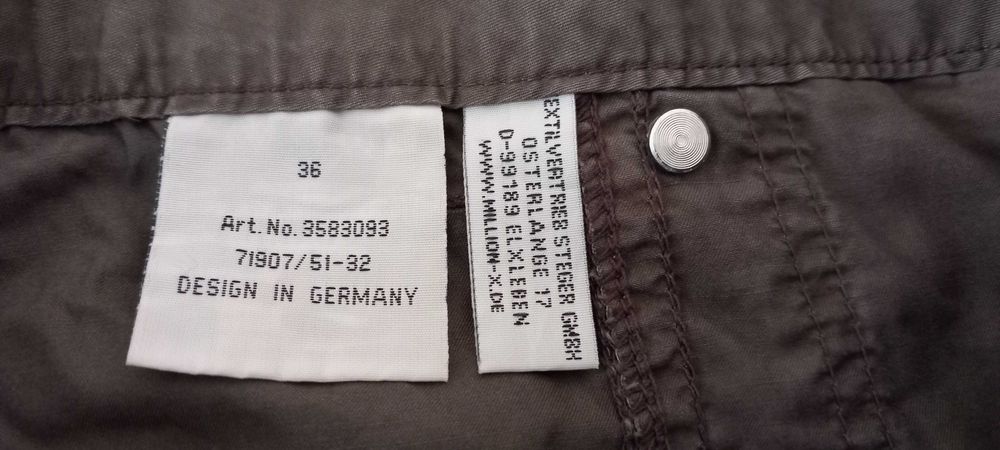 36
Art.No.3583093
71907/51-32
DESIGN IN GERMANY
EXTILVERTRIEB STEGER GMBH
OSTERLANGE 17
D-99189 ELXLEBEN
WWW.MILLION-X.DE